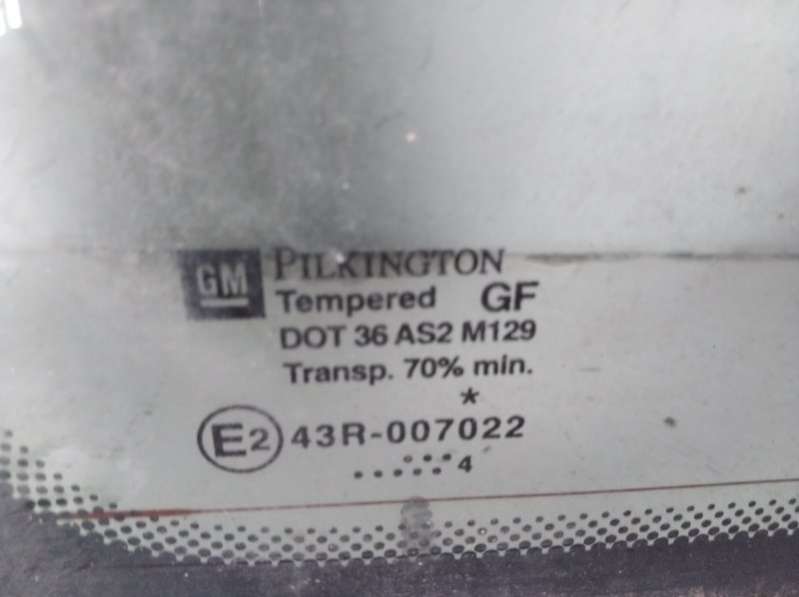 GM PILKINGTON
Tempered GF
DOT 36 AS2 M129
Transp. 70% min.
*
E2 43R-007022
..... .... 4